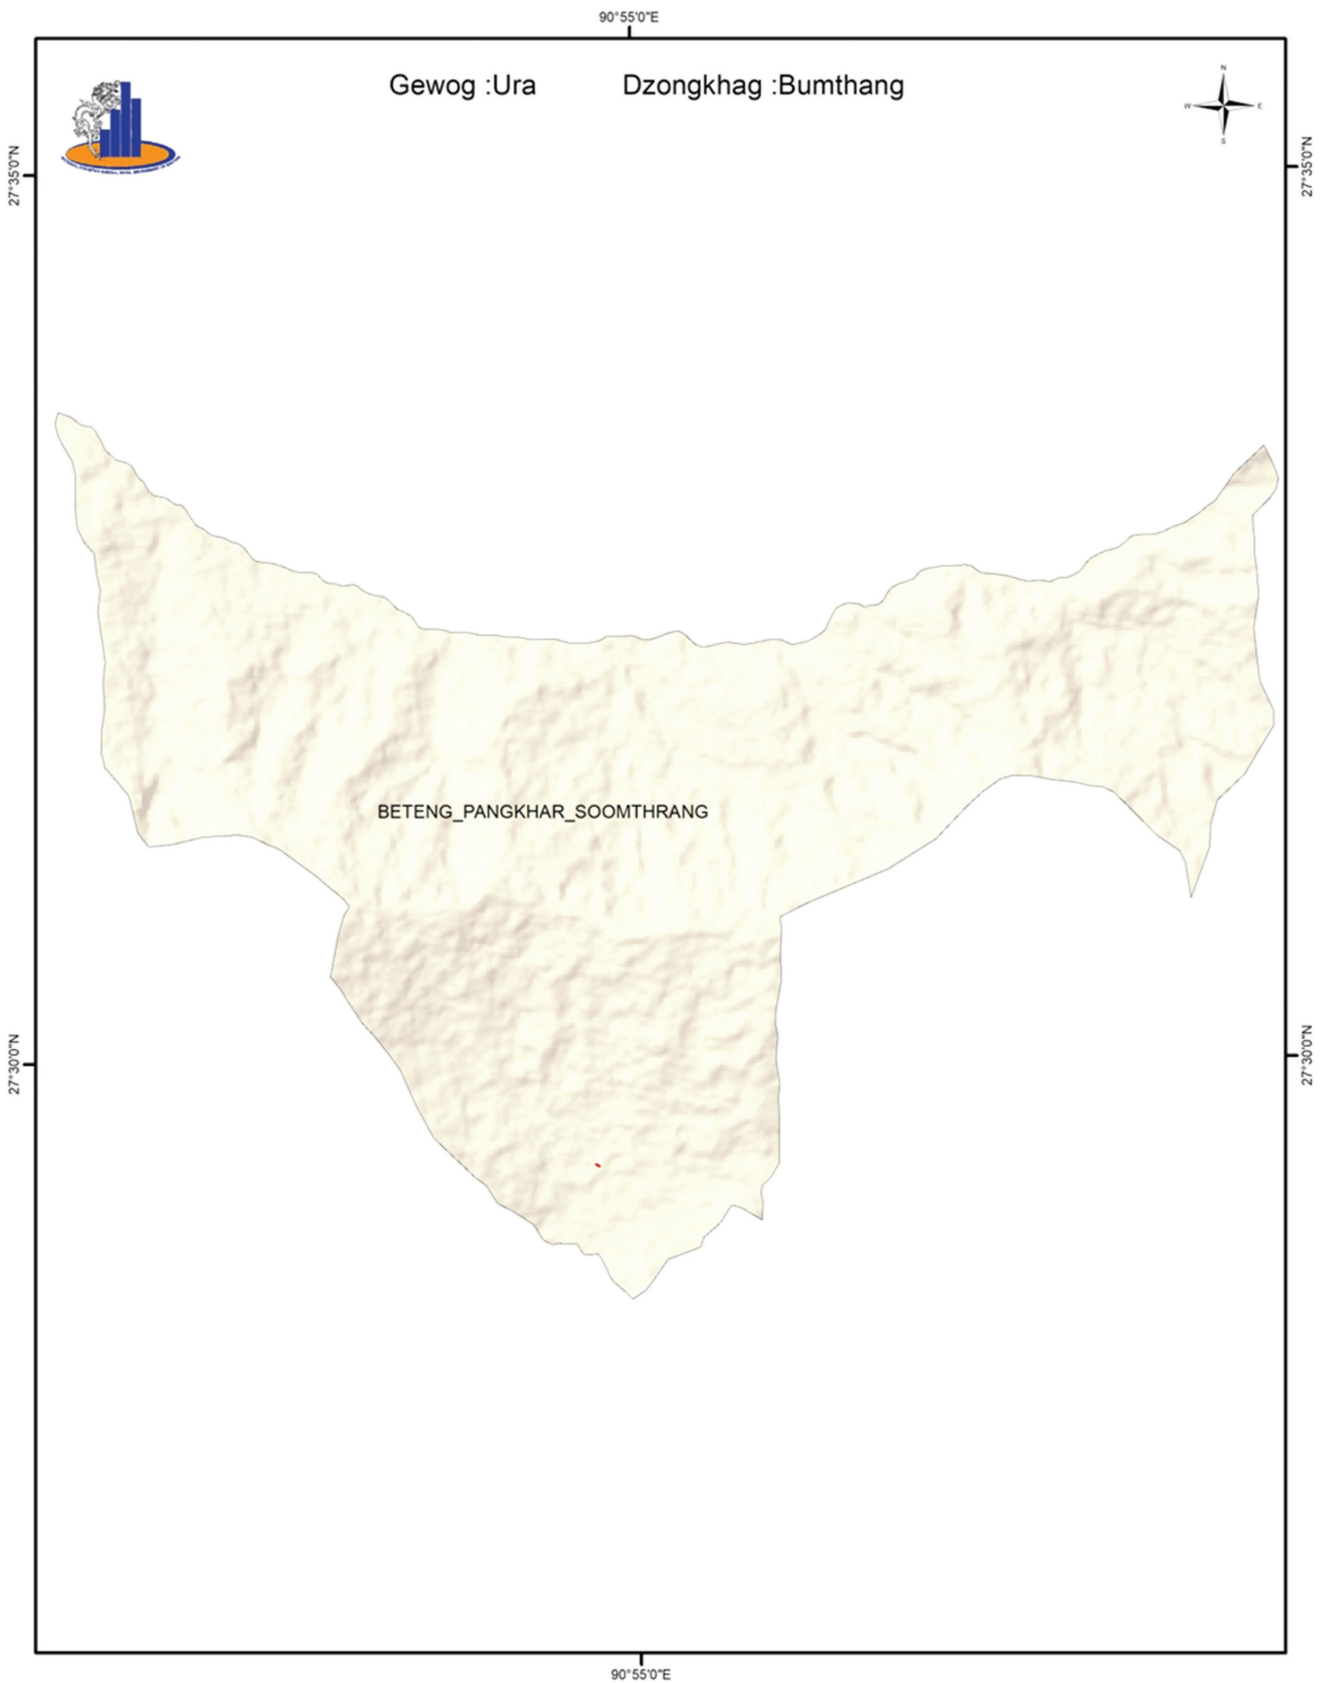 90°55'0"E
Gewog :Ura Dzongkhag :Bumthang
N
W E
S
27°35'0"N
27°35'0"N
BETENG_PANGKHAR_SOOMTHRANG
27°30'0"N
27°30'0"N
90°55'0"E